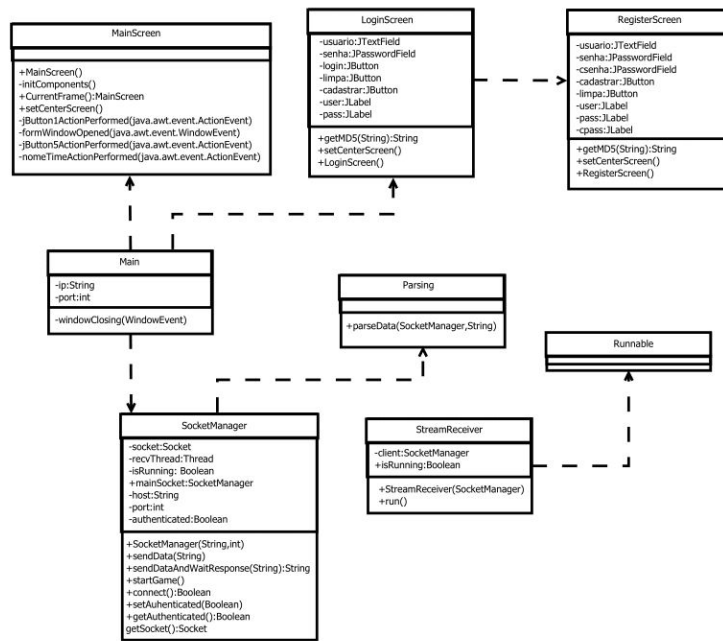 MainScreen
+MainScreen()
-initComponents()
+CurrentFrame():MainScreen
+setCenterScreen()
-jButton1ActionPerformed(java.awt.event.ActionEvent)
-formWindowOpened(java.awt.event.WindowEvent)
-jButton5ActionPerformed(java.awt.event.ActionEvent)
-nomeTimeActionPerformed(java.awt.event.ActionEvent)
LoginScreen
-usuario:JTextField
-senha:JPasswordField
-login:JButton
-limpa:JButton
-cadastrar:JButton
-user:JLabel
-pass:JLabel
+getMD5(String):String
+setCenterScreen()
+LoginScreen()
RegisterScreen
-usuario:JTextField
-senha:JPasswordField
-csenha:JPasswordField
-cadastrar:JButton
-limpa:JButton
-user:JLabel
-pass:JLabel
-cpass:JLabel
+getMD5(String):String
+setCenterScreen()
+RegisterScreen()
Main
-ip:String
-port:int
-windowClosing(WindowEvent)
Parsing
+parseData(SocketManager,String)
Runnable
SocketManager
-socket:Socket
-recvThread:Thread
-isRunning: Boolean
+mainSocket:SocketManager
-host:String
-port:int
-authenticated:Boolean
+SocketManager(String,int)
+sendData(String)
+sendDataAndWaitResponse(String):String
+startGame()
+connect():Boolean
+setAuhenticated(Boolean)
+getAuthenticated():Boolean
getSocket():Socket
StreamReceiver
-client:SocketManager
+isRunning:Boolean
+StreamReceiver(SocketManager)
+run()